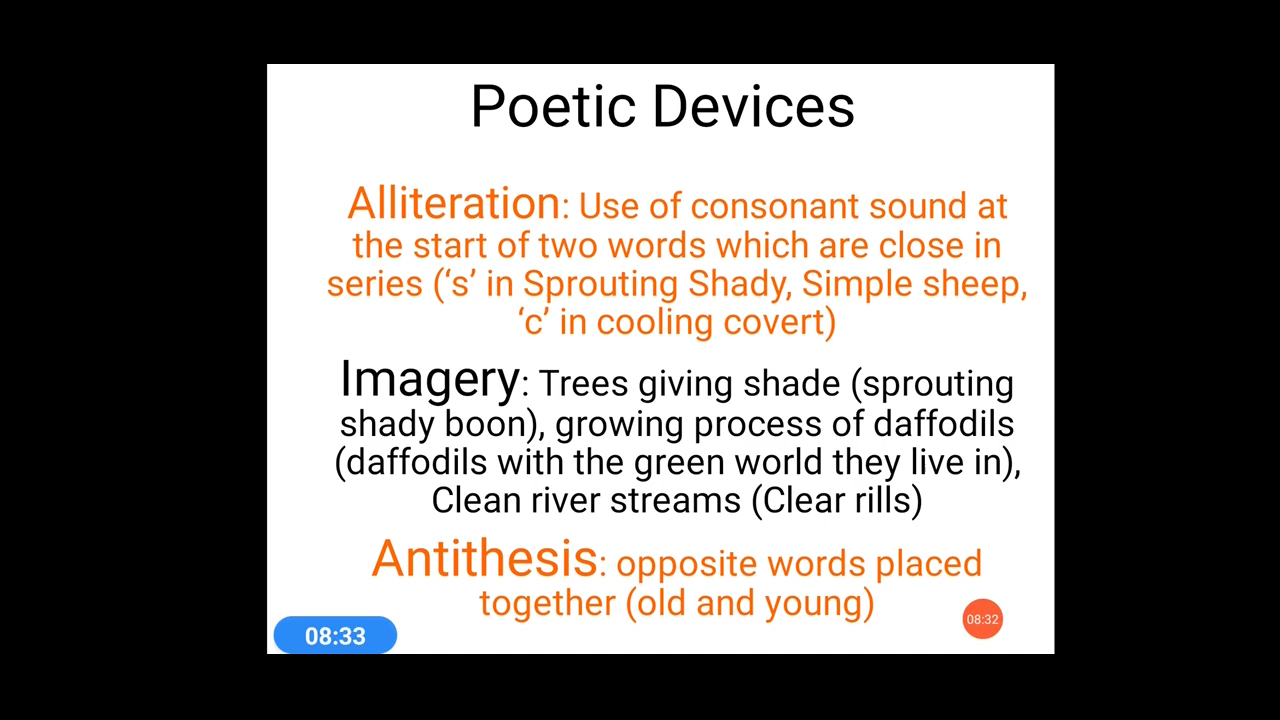 Poetic Devices
Alliteration: Use of consonant sound at
the start of two words which are close in
series (‘s’ in Sprouting Shady, Simple sheep,
‘c’ in cooling covert)
Imagery: Trees giving shade (sprouting
shady boon), growing process of daffodils
(daffodils with the green world they live in),
Clean river streams (Clear rills)
Antithesis: opposite words placed
together (old and young)
08:33
08:32